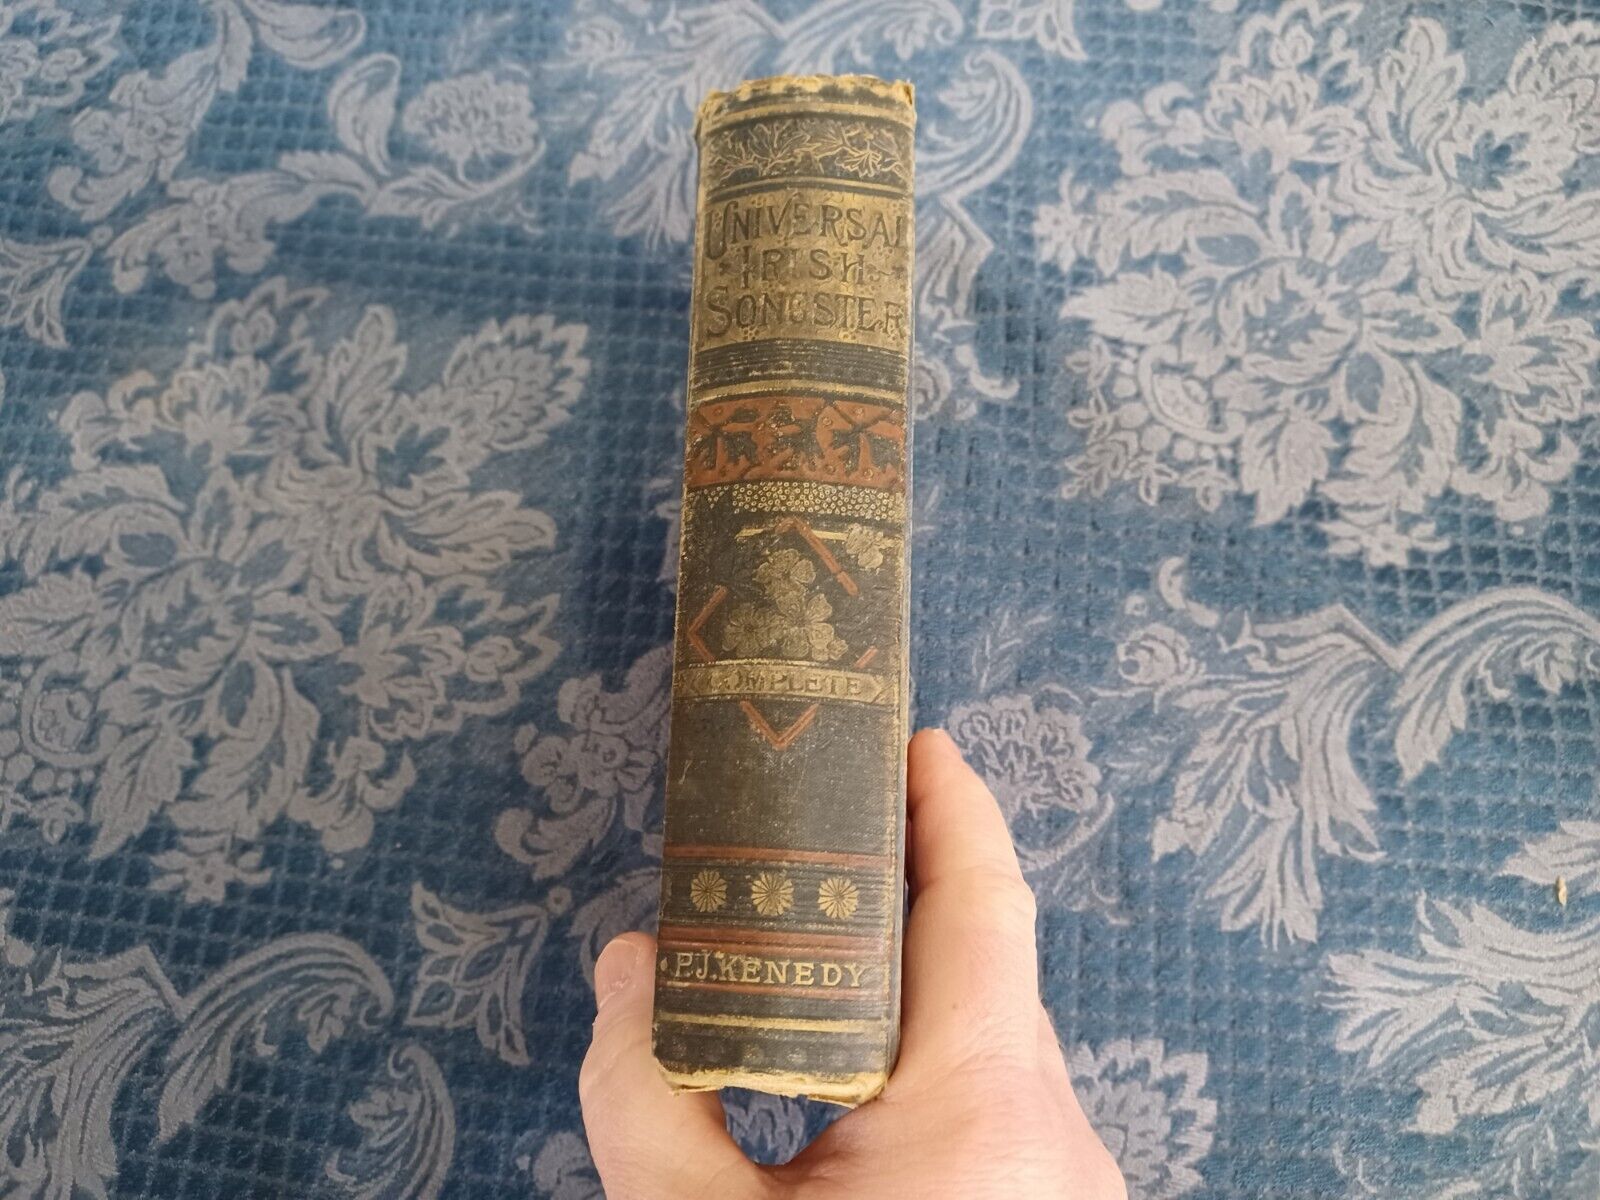 UNIVERSAL
IRISH
SONGSTER
COMPLETE
P.J. KENEDY